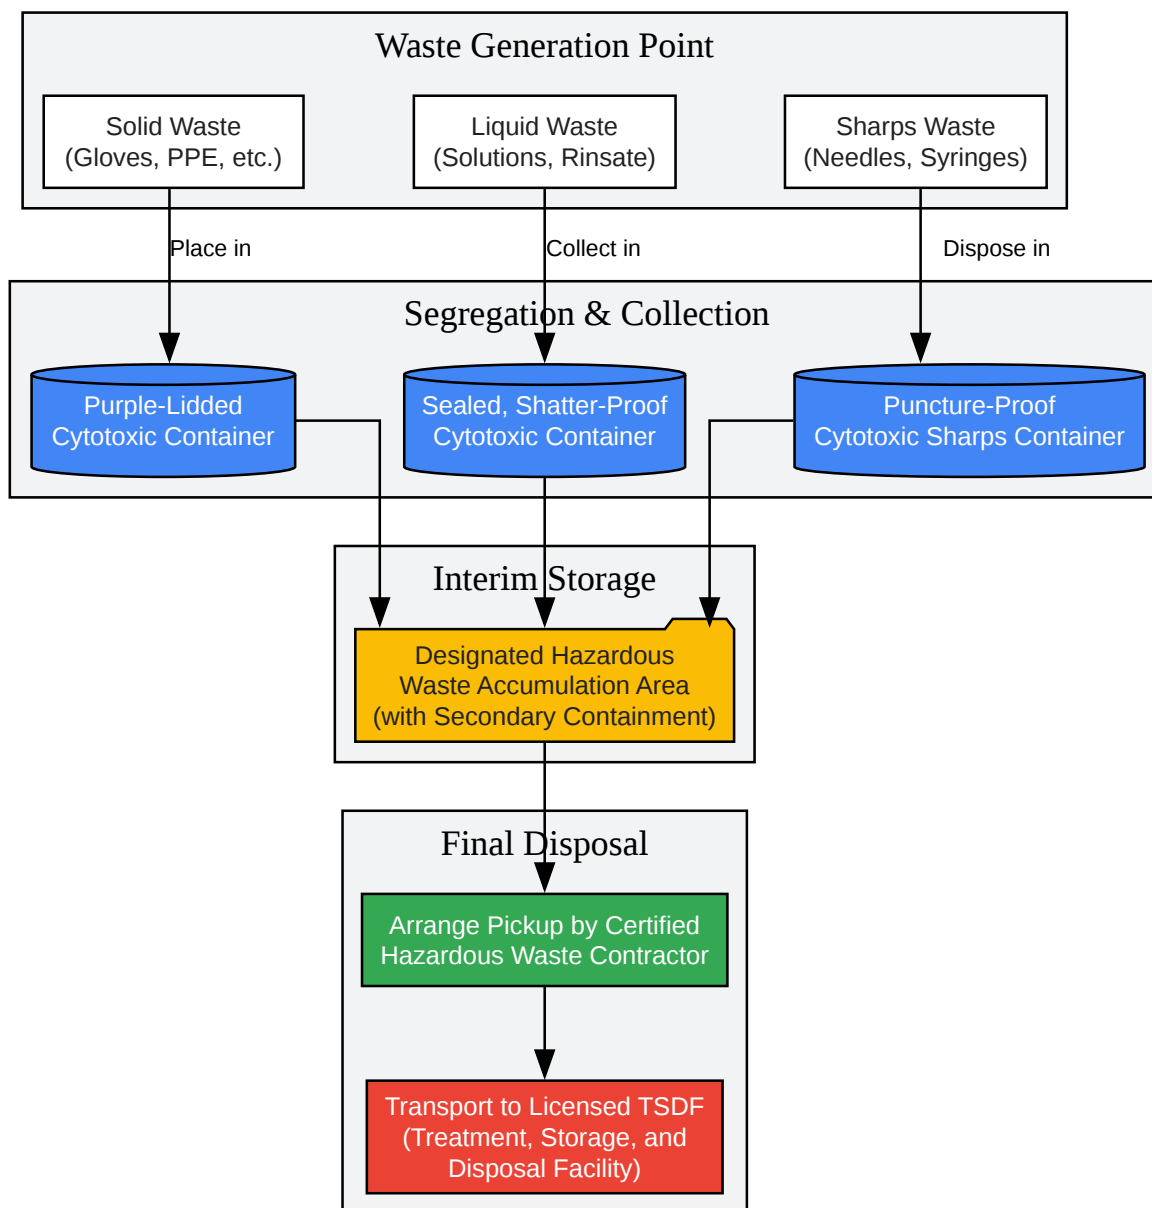 Waste Generation Point
Solid Waste
(Gloves, PPE, etc.)
Liquid Waste
(Solutions, Rinsate)
Sharps Waste
(Needles, Syringes)
Place in
Collect in
Dispose in
Segregation & Collection
Purple-Lidded
Cytotoxic Container
Sealed, Shatter-Proof
Cytotoxic Container
Puncture-Proof
Cytotoxic Sharps Container
Interim Storage
Designated Hazardous
Waste Accumulation Area
(with Secondary Containment)
Final Disposal
Arrange Pickup by Certified
Hazardous Waste Contractor
Transport to Licensed TSDF
(Treatment, Storage, and
Disposal Facility)